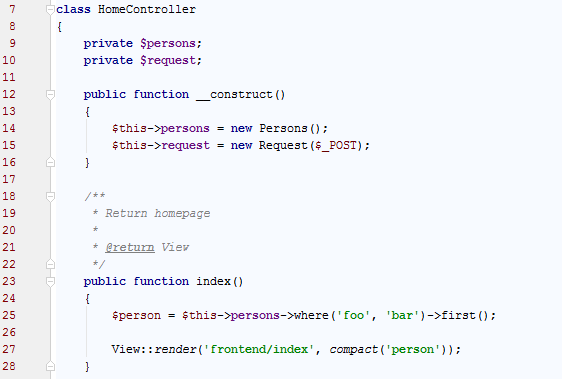 7 class HomeController
8 {
9     private $persons;
10     private $request;
11
12     public function __construct()
13     {
14         $this->persons = new Persons();
15         $this->request = new Request($_POST);
16     }
17
18     /**
19      * Return homepage
20      *
21      * @return View
22      */
23     public function index()
24     {
25         $person = $this->persons->where('foo', 'bar')->first();
26
27         View::render('frontend/index', compact('person'));
28     }